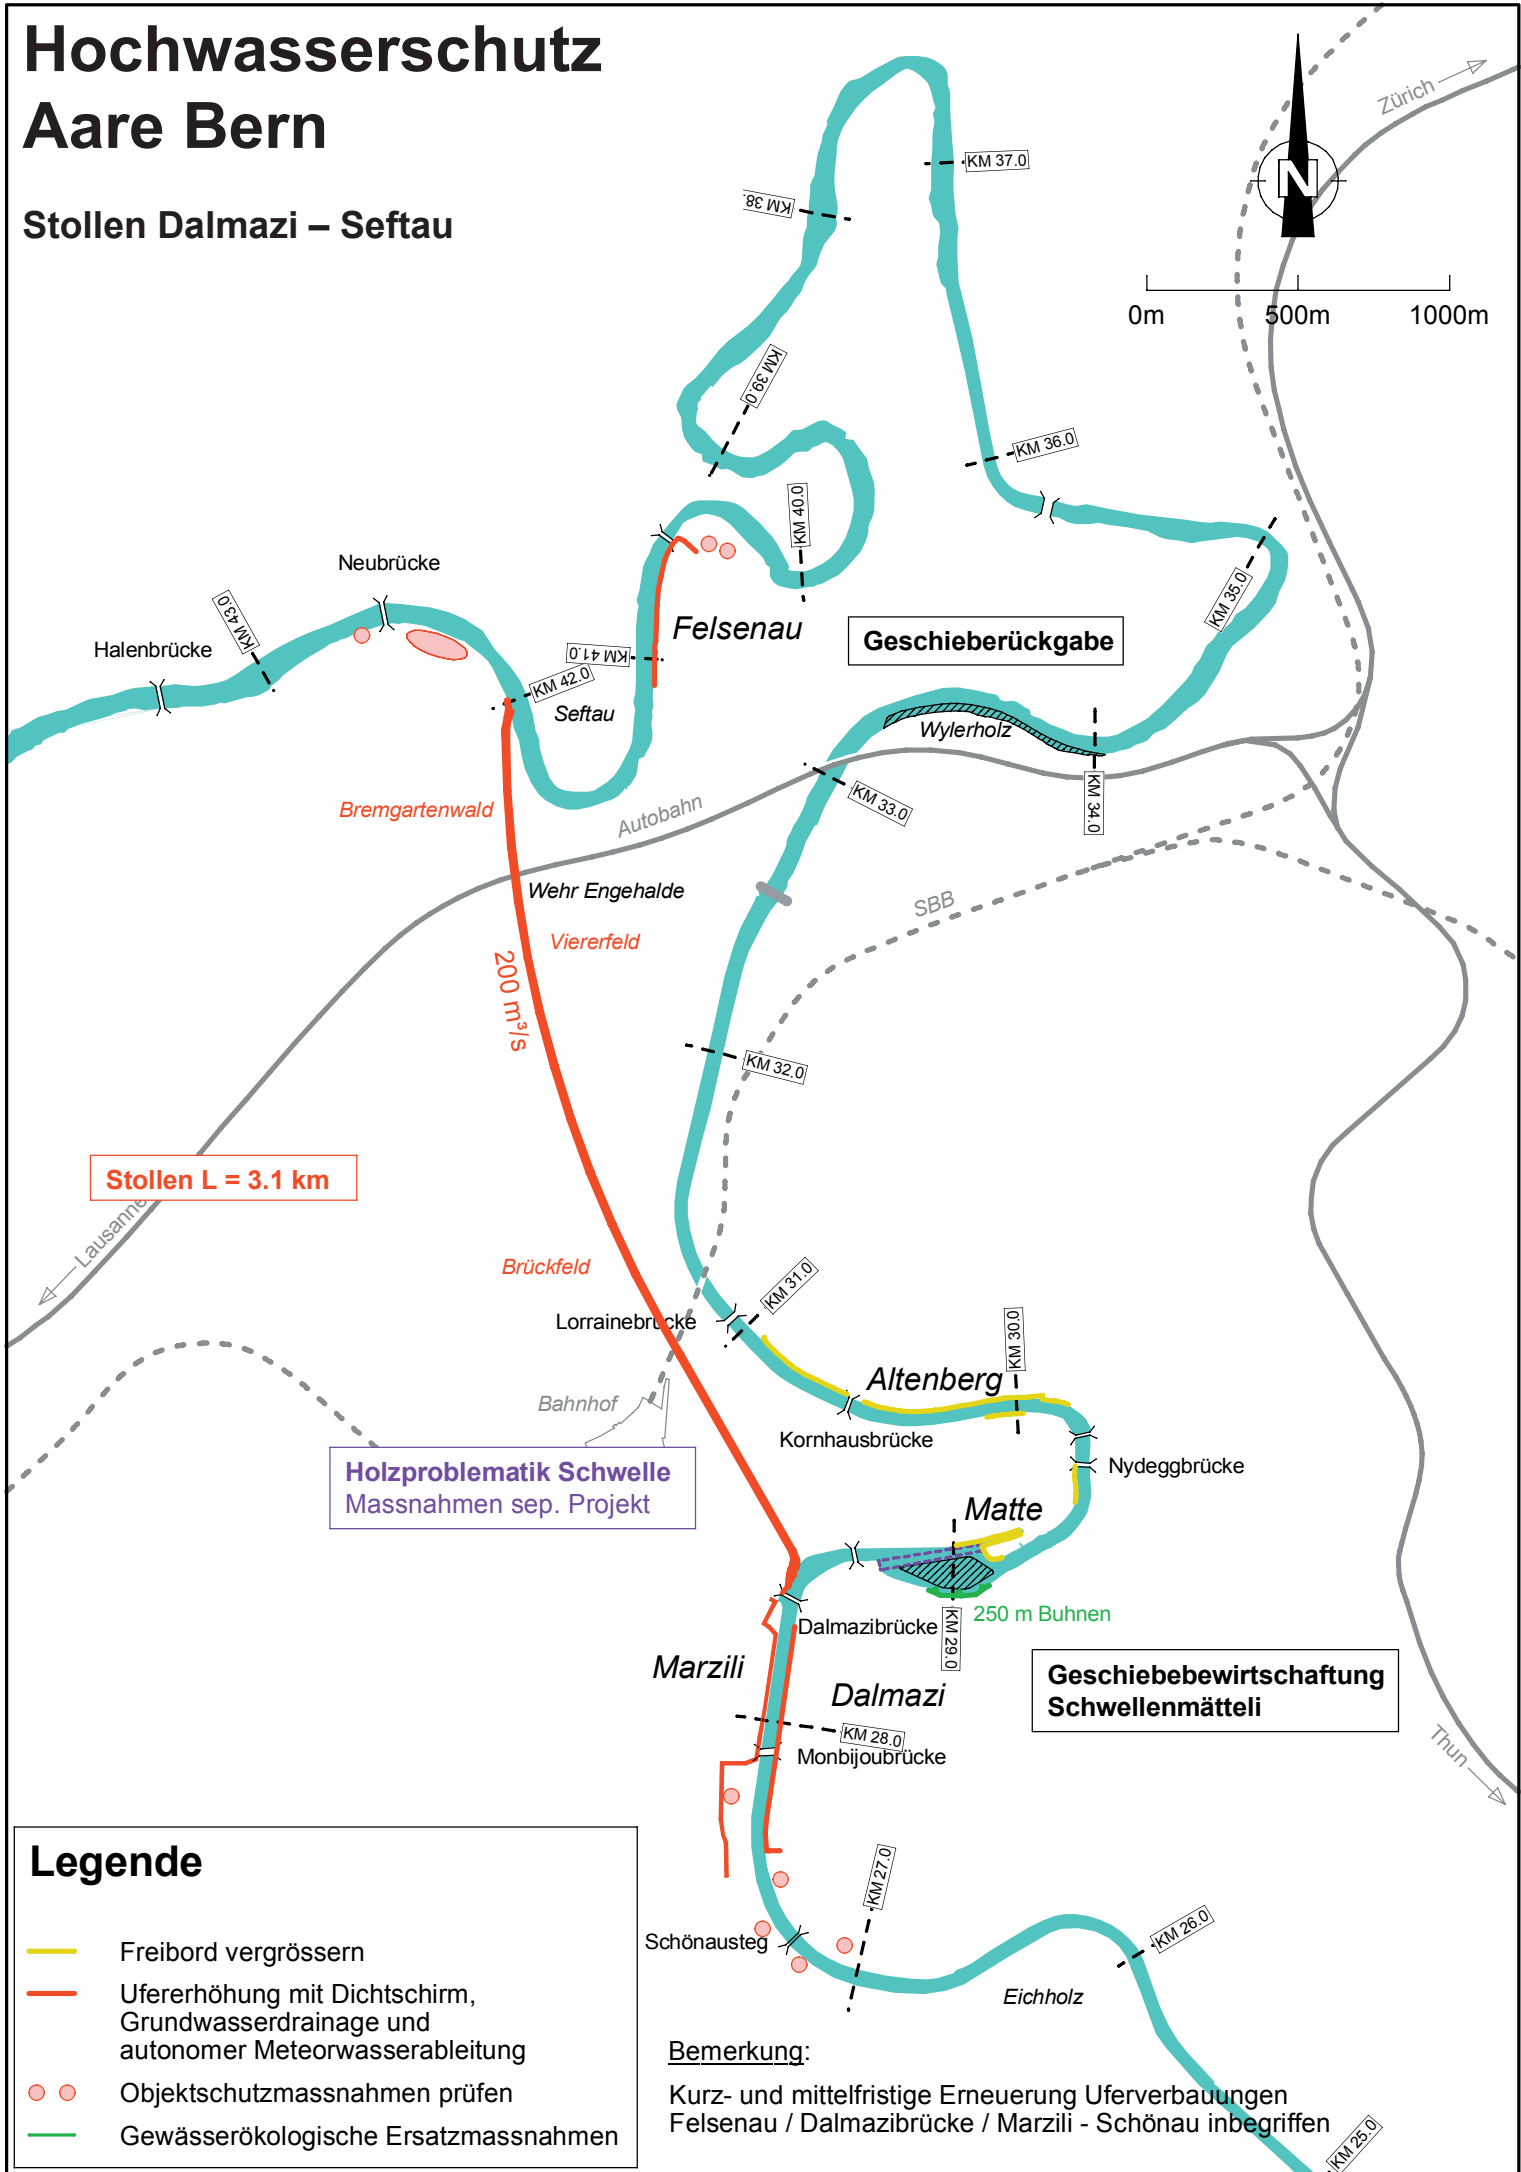 Hochwasserschutz
Aare Bern
Stollen Dalmazi – Seftau
Zürich
N
0m
500m
1000m
KM 37.0
KM 38.
KM 39.0
KM 36.0
KM 40.0
KM 35.0
Neubrücke
KM 43.0
Halenbrücke
Felsenau
Geschieberückgabe
KM 41.0
KM 42.0
Seftau
Wylerholz
Bremgartenwald
Autobahn
KM 33.0
KM 34.0
Wehr Engehalde
SBB
Viererfeld
200 m³/s
KM 32.0
Stollen L = 3.1 km
Lausanne
Brückfeld
KM 31.0
Lorrainebrücke
KM 30.0
Altenberg
Bahnhof
Kornhausbrücke
Nydeggbrücke
Holzproblematik Schwelle
Massnahmen sep. Projekt
Matte
250 m Buhnen
Dalmazibrücke
KM 29.0
Marzili
Dalmazi
Geschiebebewirtschaftung
Schwellenmätteli
KM 28.0
Monbijoubrücke
Thun
KM 27.0
KM 26.0
Schönausteg
Eichholz
Legende
Freibord vergrössern
Ufererhöhung mit Dichtschirm,
Grundwasserdrainage und
autonomer Meteorwasserableitung
Objektschutzmassnahmen prüfen
Gewässerökologische Ersatzmassnahmen
Bemerkung:
Kurz- und mittelfristige Erneuerung Uferverbauungen
Felsenau / Dalmazibrücke / Marzili - Schönau inbegriffen
KM 25.0